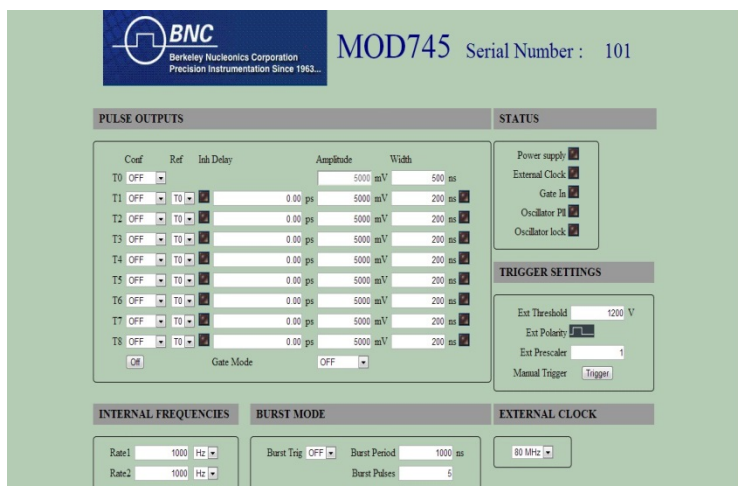 BNC
Berkeley Nucleonics Corporation
Precision Instrumentation Since 1963...
MOD745 Serial Number : 101
PULSE OUTPUTS
Conf Ref Inh Delay Amplitude Width
T0 OFF 5000 mV 500 ns
T1 OFF T0 0.00 ps 5000 mV 200 ns
T2 OFF T0 0.00 ps 5000 mV 200 ns
T3 OFF T0 0.00 ps 5000 mV 200 ns
T4 OFF T0 0.00 ps 5000 mV 200 ns
T5 OFF T0 0.00 ps 5000 mV 200 ns
T6 OFF T0 0.00 ps 5000 mV 200 ns
T7 OFF T0 0.00 ps 5000 mV 200 ns
T8 OFF T0 0.00 ps 5000 mV 200 ns
Off Gate Mode OFF
STATUS
Power supply
External Clock
Gate In
Oscillator Pll
Oscillator lock
TRIGGER SETTINGS
Ext Threshold 1200 V
Ext Polarity
Ext Prescaler 1
Manual Trigger Trigger
INTERNAL FREQUENCIES
Rate1 1000 Hz
Rate2 1000 Hz
BURST MODE
Burst Trig OFF Burst Period 1000 ns
Burst Pulses 5
EXTERNAL CLOCK
80 MHz